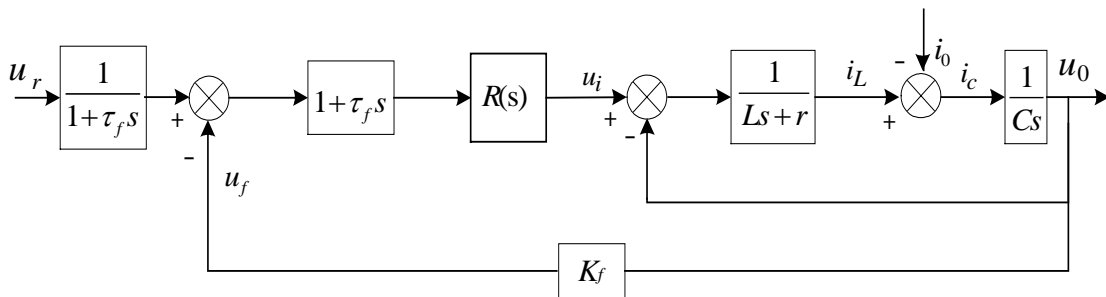 u_r
1
1+τ_f s
+
-
u_f
1+τ_f s
R(s)
u_i
+
-
1
Ls+r
i_L
+
-
i_0
i_c
1
Cs
u_0
K_f